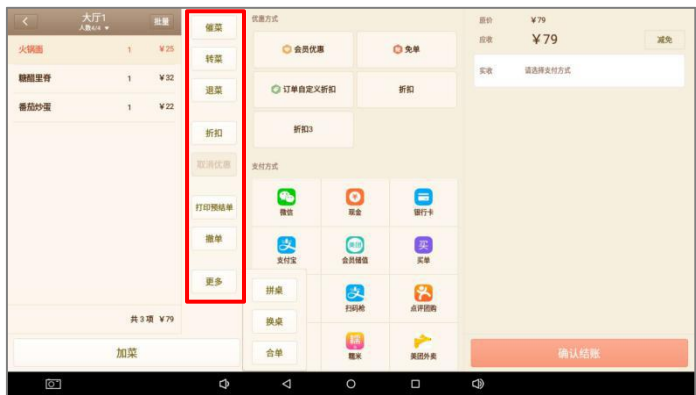 大厅1
人数4/4
批量
火锅面 1 ¥25
糖醋里脊 1 ¥32
番茄炒蛋 1 ¥22
共3项 ¥79
加菜
催菜
转菜
退菜
折扣
取消优惠
打印预结单
撤单
更多
优惠方式
会员优惠
免单
订单自定义折扣
折扣
折扣3
支付方式
微信
现金
银行卡
支付宝
会员储值
买单
扫码枪
点评团购
糯米
美团外卖
拼桌
换桌
合单
原价 ¥79
应收 ¥79
减免
实收 请选择支付方式
确认结账